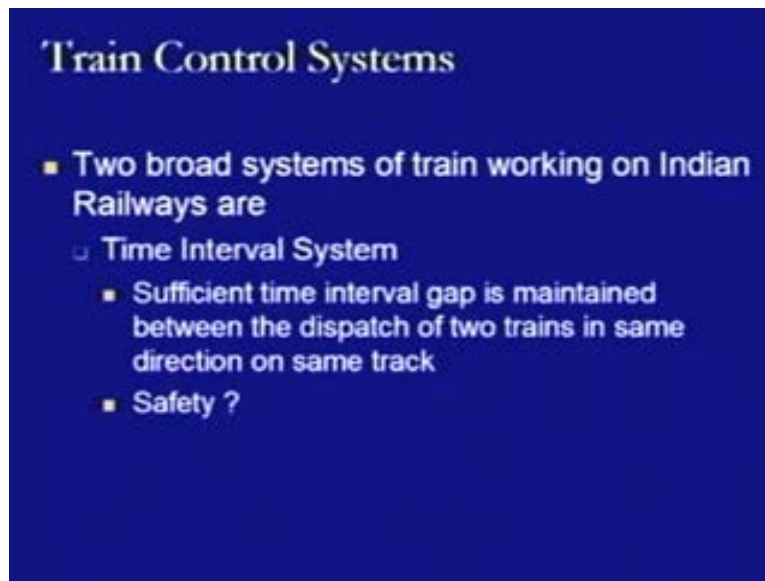 Train Control Systems
Two broad systems of train working on Indian
Railways are
Time Interval System
Sufficient time interval gap is maintained
between the dispatch of two trains in same
direction on same track
Safety ?